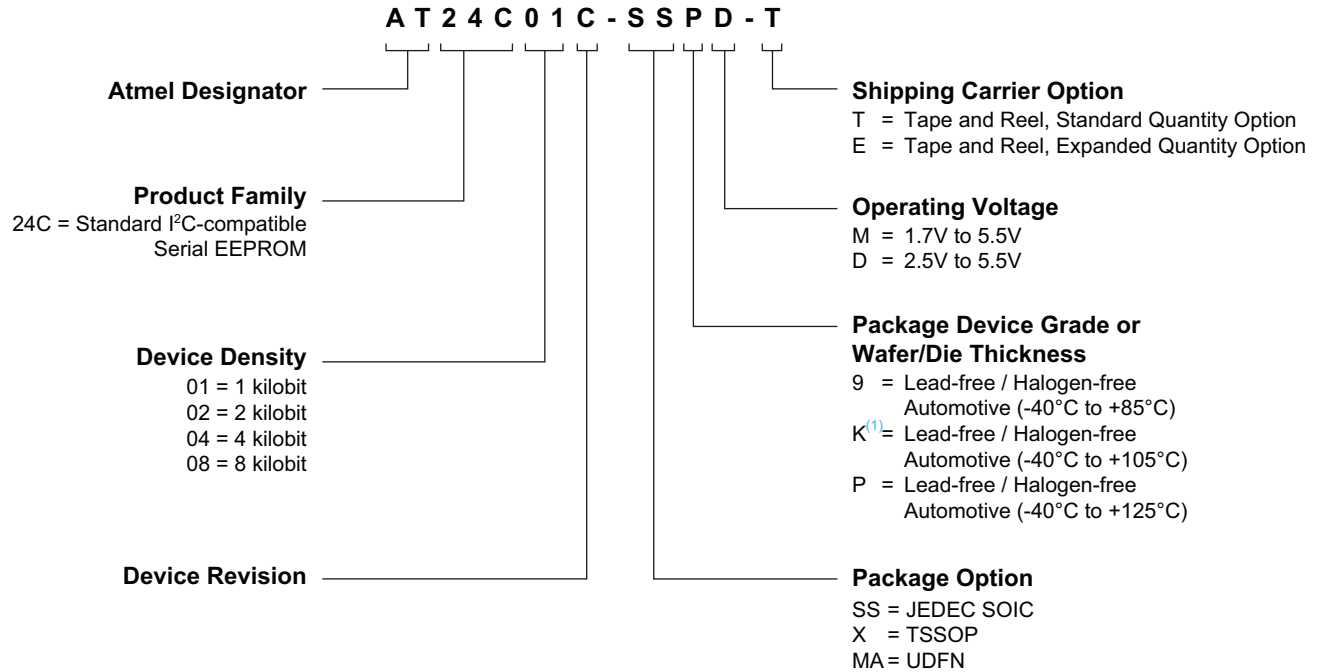 AT24C01C-SSPD-T
Atmel Designator
Product Family
24C = Standard I²C-compatible
Serial EEPROM
Device Density
01 = 1 kilobit
02 = 2 kilobit
04 = 4 kilobit
08 = 8 kilobit
Device Revision
Shipping Carrier Option
T = Tape and Reel, Standard Quantity Option
E = Tape and Reel, Expanded Quantity Option
Operating Voltage
M = 1.7V to 5.5V
D = 2.5V to 5.5V
Package Device Grade or
Wafer/Die Thickness
9 = Lead-free / Halogen-free
Automotive (-40°C to +85°C)
K(1)= Lead-free / Halogen-free
Automotive (-40°C to +105°C)
P = Lead-free / Halogen-free
Automotive (-40°C to +125°C)
Package Option
SS = JEDEC SOIC
X = TSSOP
MA = UDFN